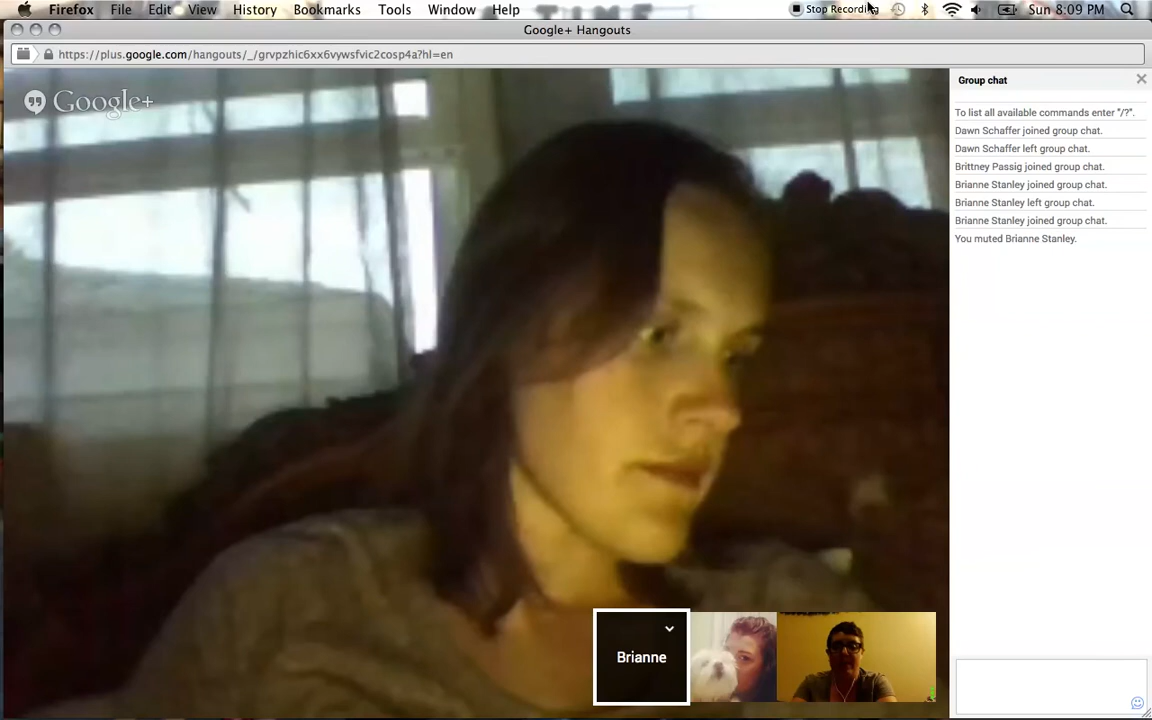 Firefox File Edit View History Bookmarks Tools Window Help Stop Recording Sun 8:09 PM
Google+ Hangouts
https://plus.google.com/hangouts/_/grvpzhic6xx6vywsfvic2cosp4a?hl=en
Google+
Group chat
To list all available commands enter "/?".
Dawn Schaffer joined group chat.
Dawn Schaffer left group chat.
Brittney Passig joined group chat.
Brianne Stanley joined group chat.
Brianne Stanley left group chat.
Brianne Stanley joined group chat.
You muted Brianne Stanley.
Brianne